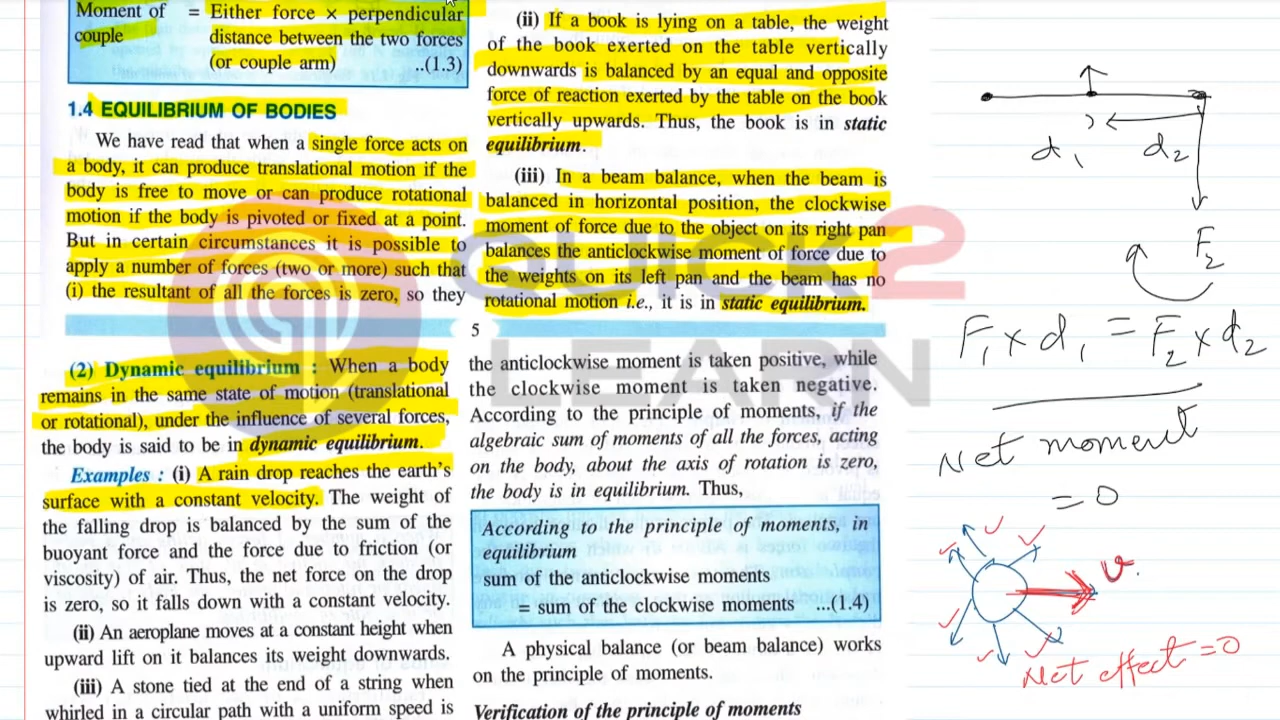 Moment of = Either force × perpendicular
couple distance between the two forces
(or couple arm) ..(1.3)
1.4 EQUILIBRIUM OF BODIES
We have read that when a single force acts on
a body, it can produce translational motion if the
body is free to move or can produce rotational
motion if the body is pivoted or fixed at a point.
But in certain circumstances it is possible to
apply a number of forces (two or more) such that
(i) the resultant of all the forces is zero, so they
(ii) If a book is lying on a table, the weight
of the book exerted on the table vertically
downwards is balanced by an equal and opposite
force of reaction exerted by the table on the book
vertically upwards. Thus, the book is in static
equilibrium.
(iii) In a beam balance, when the beam is
balanced in horizontal position, the clockwise
moment of force due to the object on its right pan
balances the anticlockwise moment of force due to
the weights on its left pan and the beam has no
rotational motion i.e., it is in static equilibrium.
5
(2) Dynamic equilibrium : When a body
remains in the same state of motion (translational
or rotational), under the influence of several forces,
the body is said to be in dynamic equilibrium.
Examples : (i) A rain drop reaches the earth's
surface with a constant velocity. The weight of
the falling drop is balanced by the sum of the
buoyant force and the force due to friction (or
viscosity) of air. Thus, the net force on the drop
is zero, so it falls down with a constant velocity.
(ii) An aeroplane moves at a constant height when
upward lift on it balances its weight downwards.
(iii) A stone tied at the end of a string when
whirled in a circular path with a uniform speed is
the anticlockwise moment is taken positive, while
the clockwise moment is taken negative.
According to the principle of moments, if the
algebraic sum of moments of all the forces, acting
on the body, about the axis of rotation is zero,
the body is in equilibrium. Thus,
According to the principle of moments, in
equilibrium
sum of the anticlockwise moments
= sum of the clockwise moments ...(1.4)
A physical balance (or beam balance) works
on the principle of moments.
Verification of the principle of moments
QUICK2
LEARN
d₁ d₂
F₂
F₁ × d₁ = F₂ × d₂
Net moment
= 0
v.
Net effect = 0